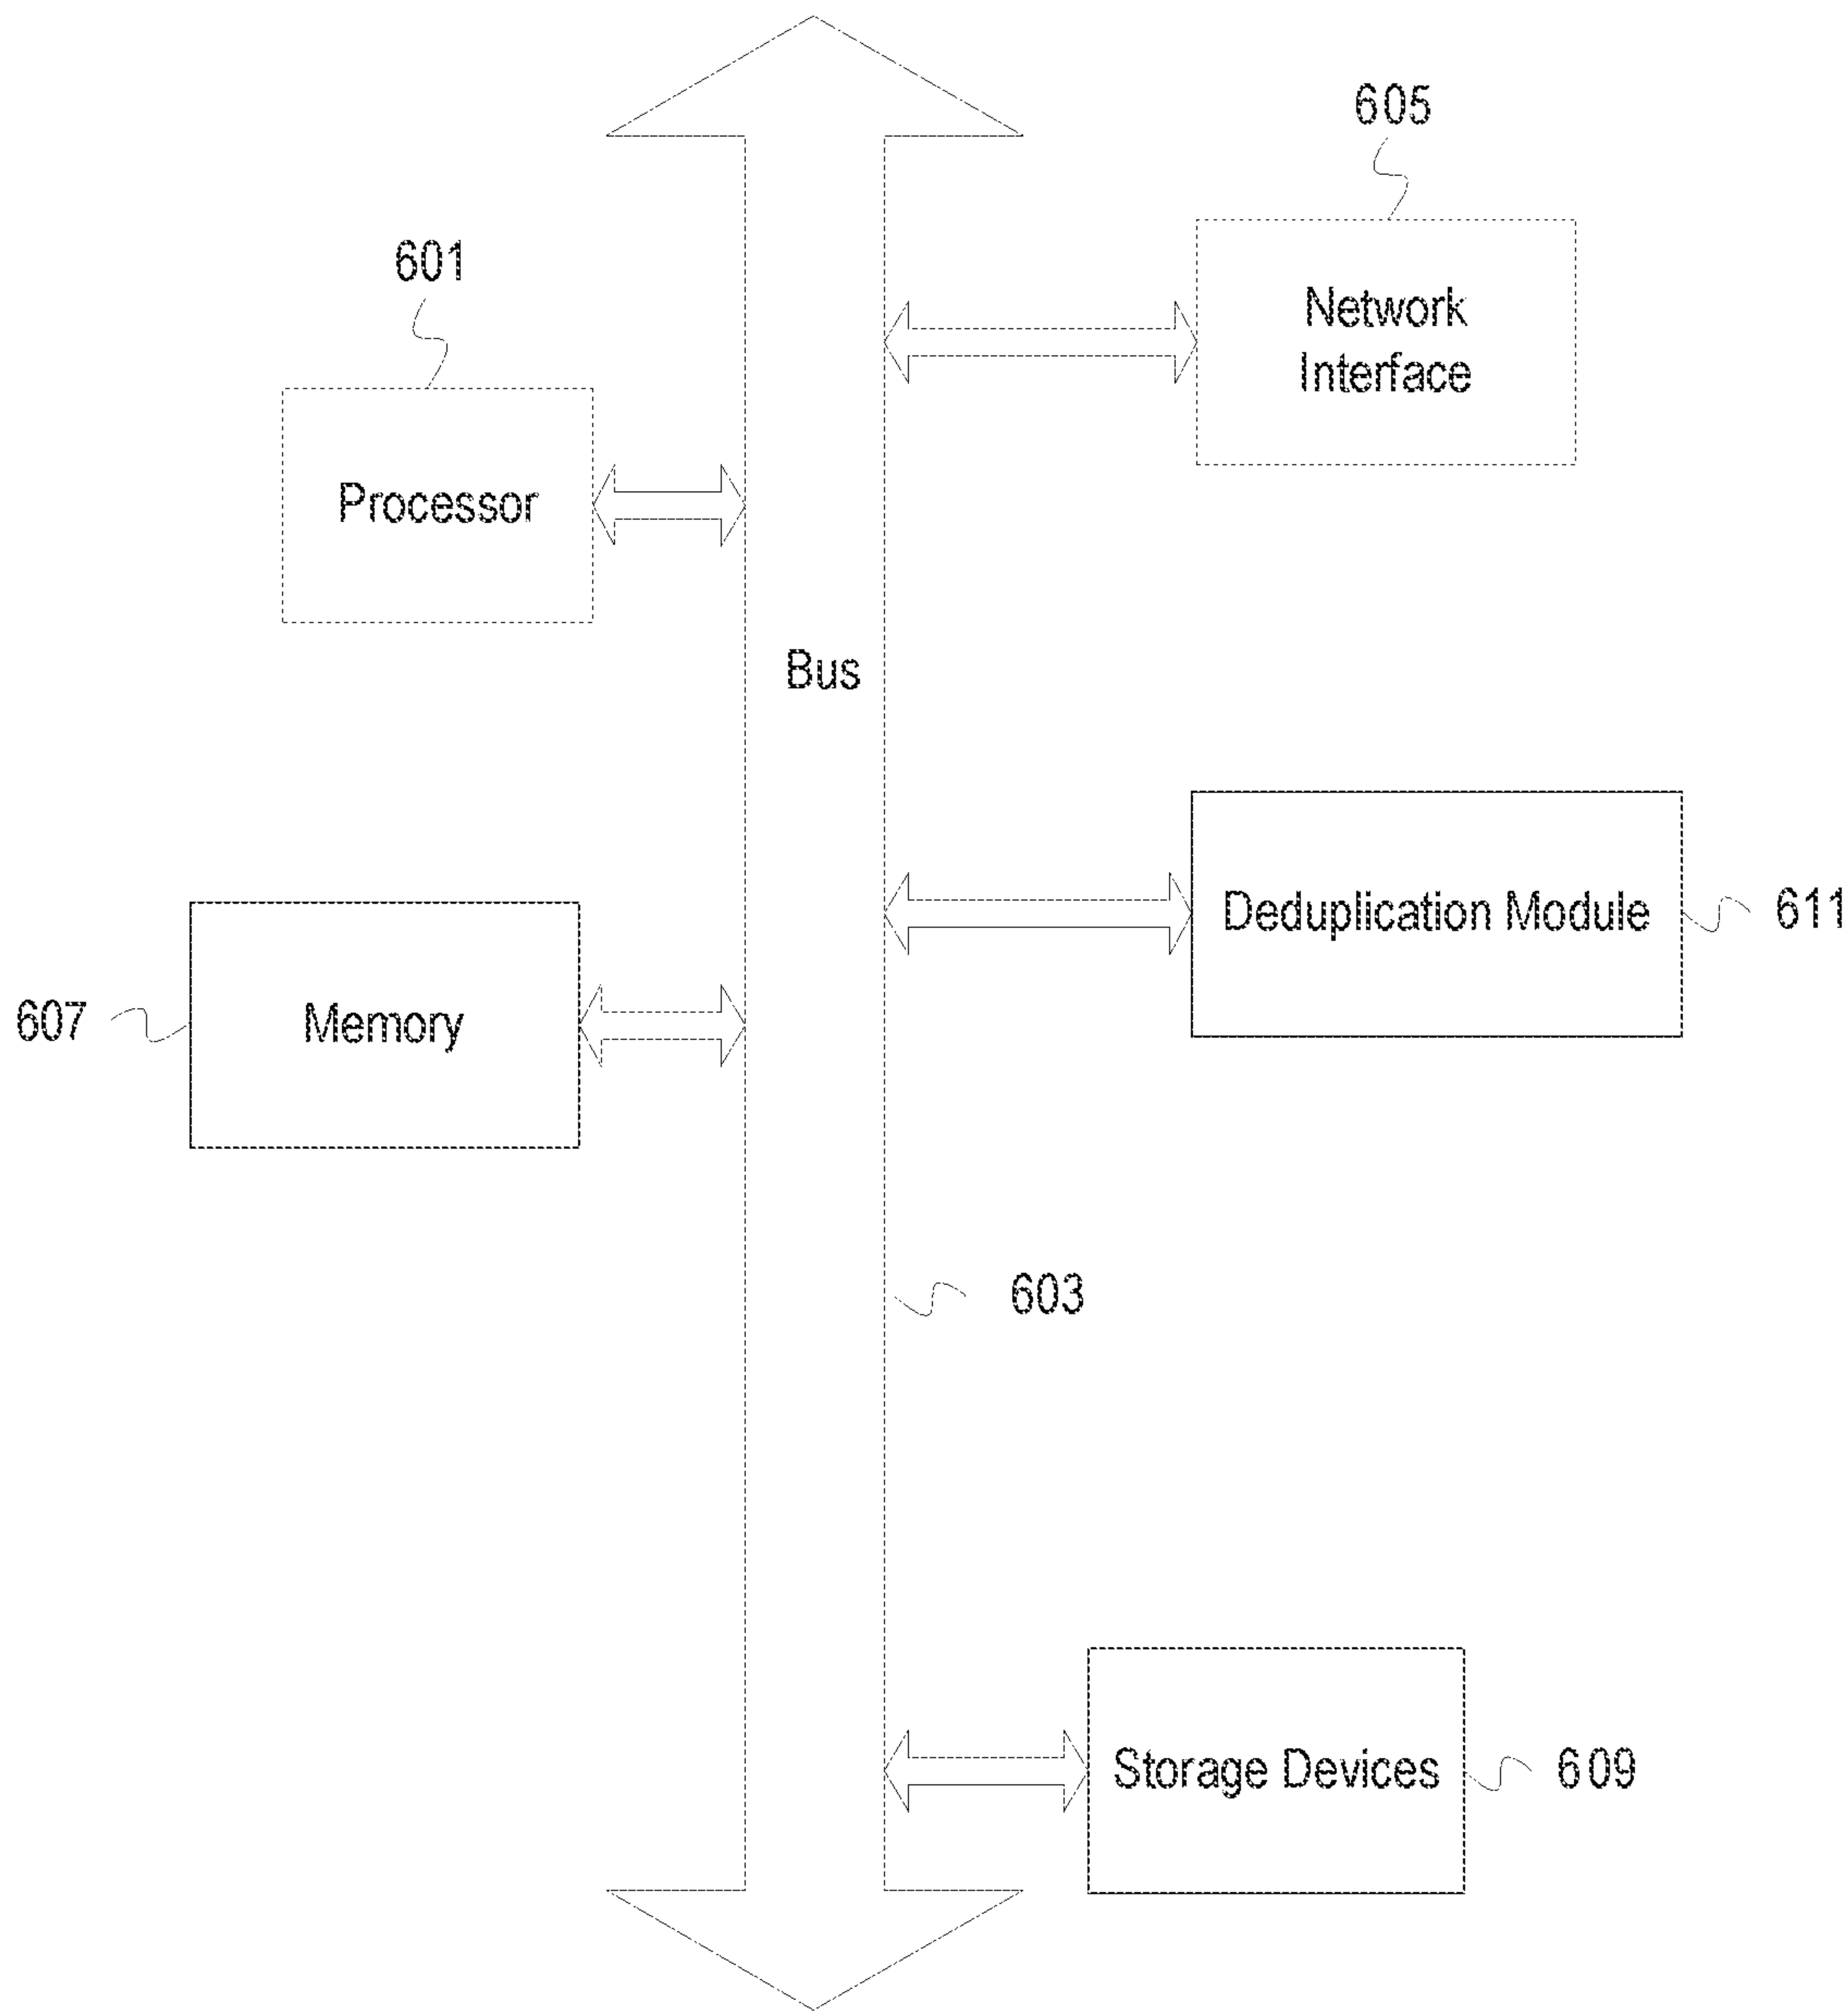 605
601
Network
Interface
Processor
Bus
Deduplication Module
611
607
Memory
603
Storage Devices
609